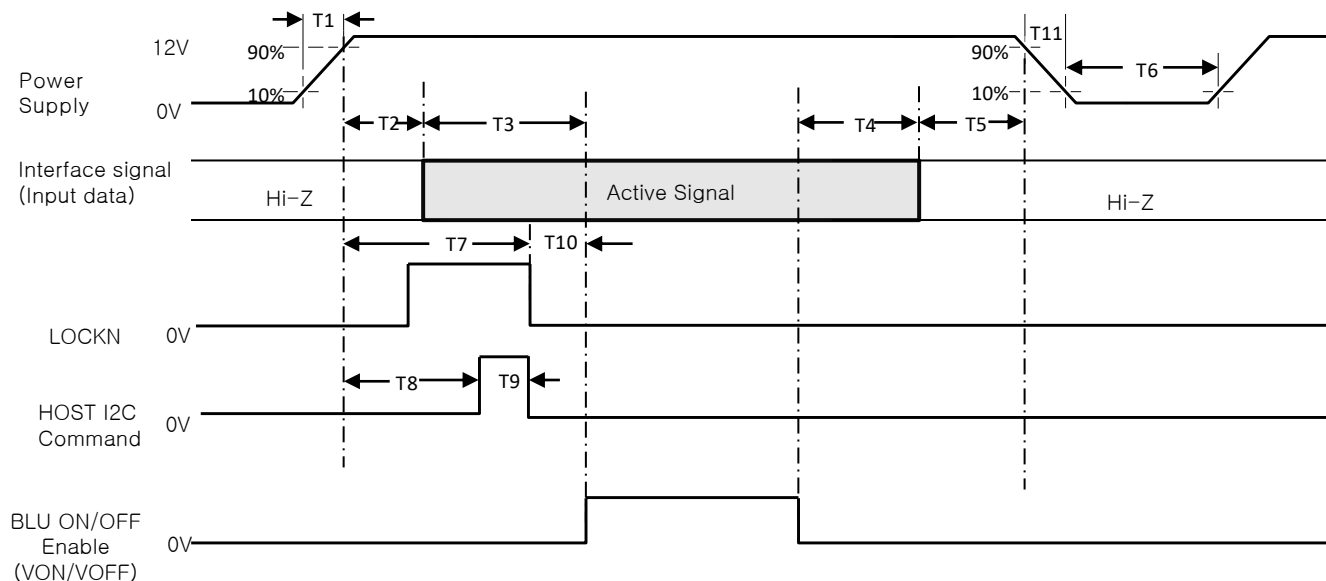 T1
12V
90%
Power
Supply
10%
0V
90%
T11
T6
10%
T2
T3
T4
T5
Interface signal
(Input data)
Hi-Z
Active Signal
Hi-Z
T7
T10
LOCKN
0V
T8
T9
HOST I2C
Command
0V
BLU ON/OFF
Enable
(VON/VOFF)
0V